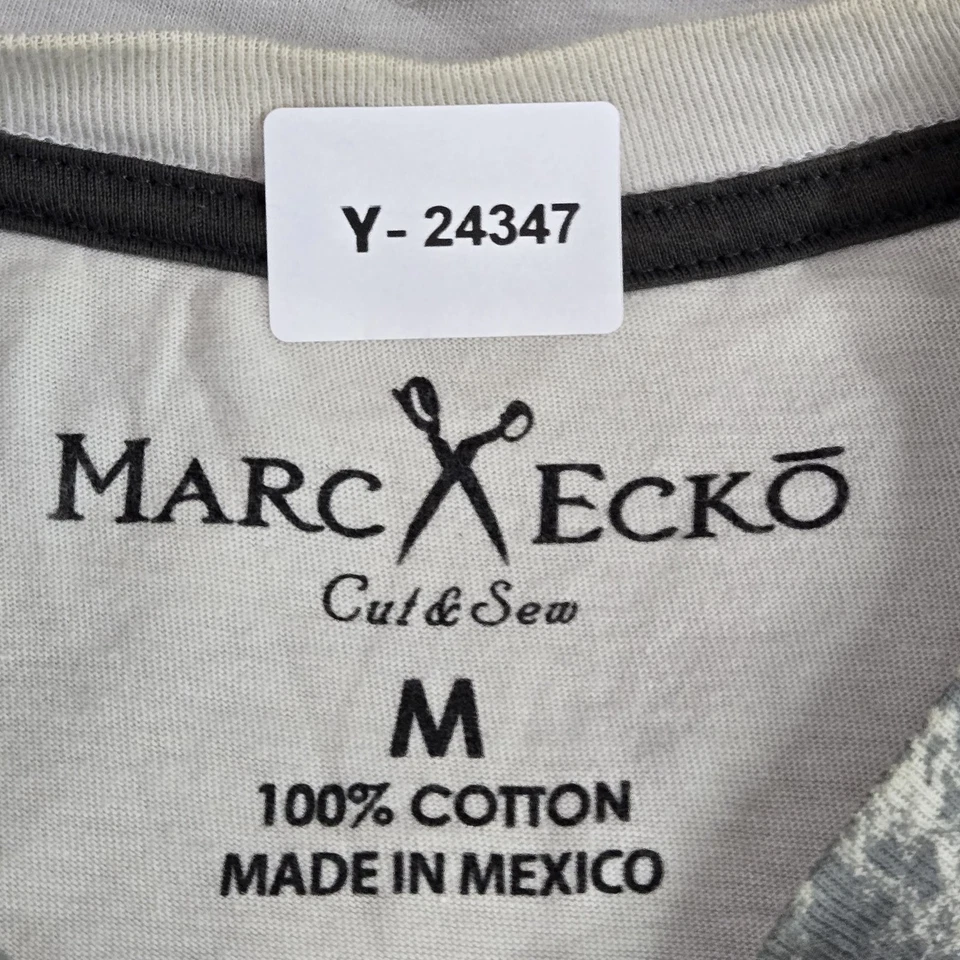 Y- 24347
MARC ECKŌ
Cut & Sew
M
100% COTTON
MADE IN MEXICO